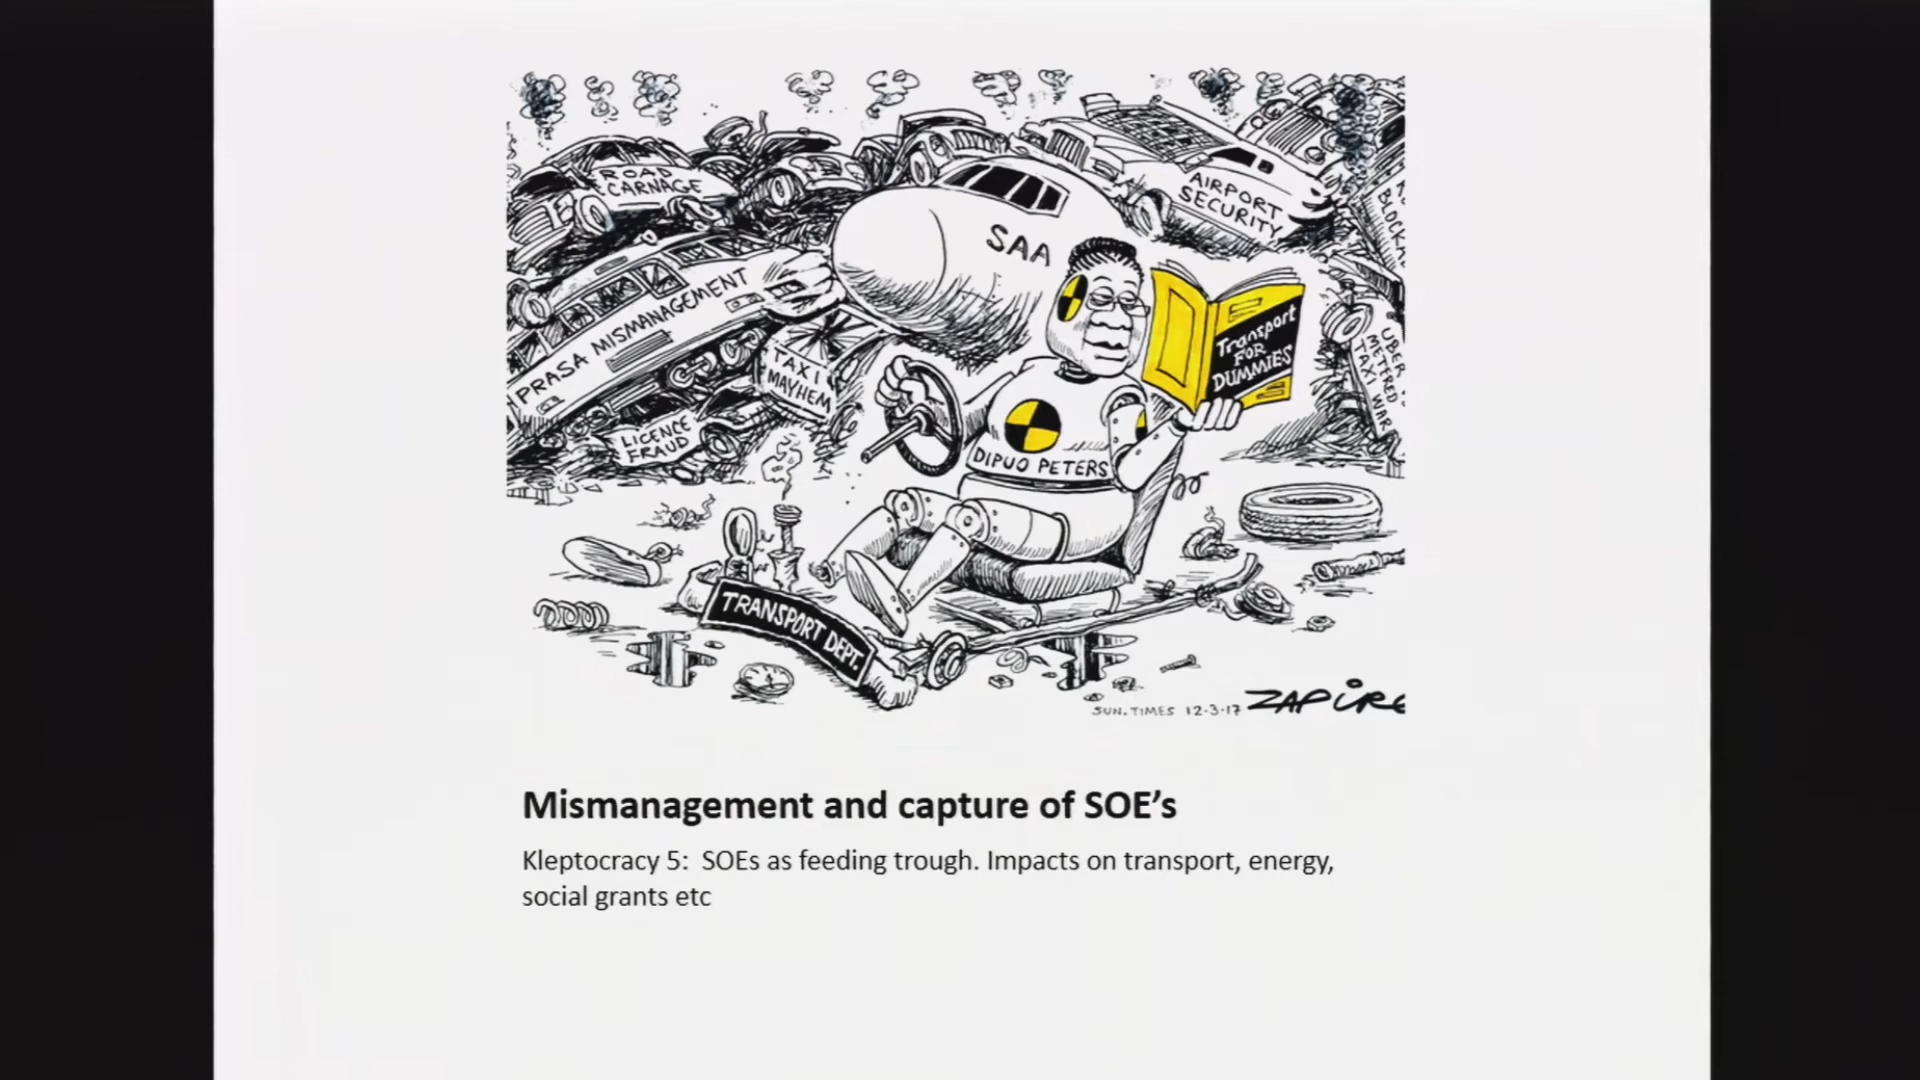 ROAD
CARNAGE
AIRPORT
SECURITY
SAA
PRASA MISMANAGEMENT
Transport
FOR
DUMMIES
TAXI
MAYHEM
UBER
METERED
TAXI WAR
LICENCE
FRAUD
DIPUO PETERS
TRANSPORT DEPT.
SUN. TIMES 12-3-17
ZAPIRO
Mismanagement and capture of SOE’s
Kleptocracy 5: SOEs as feeding trough. Impacts on transport, energy,
social grants etc